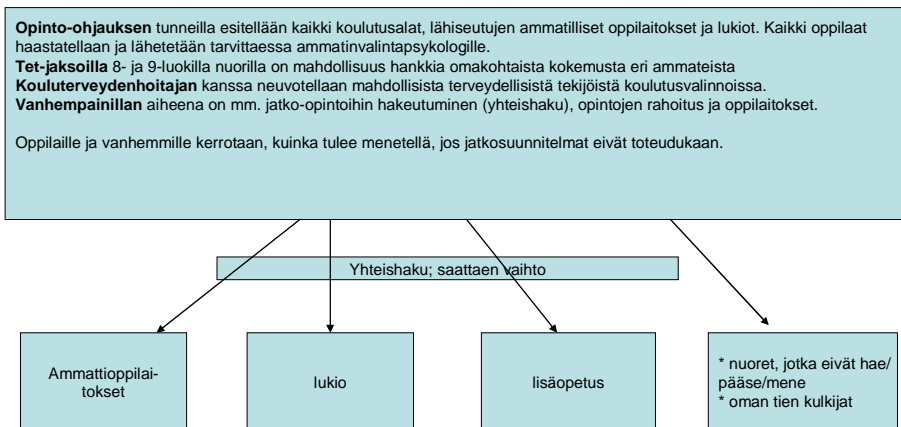 Opinto-ohjauksen tunneilla esitellään kaikki koulutusalat, lähiseutujen ammatilliset oppilaitokset ja lukiot. Kaikki oppilaat
haastatellaan ja lähetetään tarvittaessa ammatinvalintapsykologille.
Tet-jaksoilla 8- ja 9-luokilla nuorilla on mahdollisuus hankkia omakohtaista kokemusta eri ammateista
Kouluterveydenhoitajan kanssa neuvotellaan mahdollisista terveydellisistä tekijöistä koulutusvalinnoissa.
Vanhempainillan aiheena on mm. jatko-opintoihin hakeutuminen (yhteishaku), opintojen rahoitus ja oppilaitokset.
Oppilaille ja vanhemmille kerrotaan, kuinka tulee menetellä, jos jatkosuunnitelmat eivät toteudukaan.
Yhteishaku; saattaen vaihto
Ammattioppilai-
tokset
lukio
lisäopetus
* nuoret, jotka eivät hae/
pääse/mene
* oman tien kulkijat